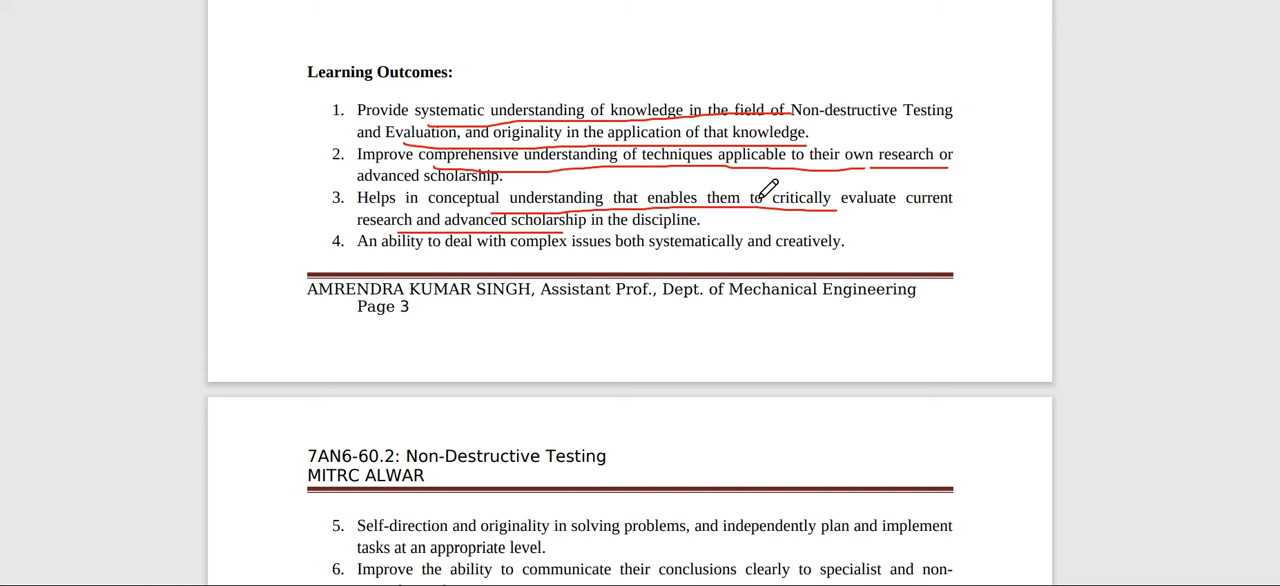 Learning Outcomes:
1. Provide systematic understanding of knowledge in the field of Non-destructive Testing
and Evaluation, and originality in the application of that knowledge.
2. Improve comprehensive understanding of techniques applicable to their own research or
advanced scholarship.
3. Helps in conceptual understanding that enables them to critically evaluate current
research and advanced scholarship in the discipline.
4. An ability to deal with complex issues both systematically and creatively.
AMRENDRA KUMAR SINGH, Assistant Prof., Dept. of Mechanical Engineering
Page 3
7AN6-60.2: Non-Destructive Testing
MITRC ALWAR
5. Self-direction and originality in solving problems, and independently plan and implement
tasks at an appropriate level.
6. Improve the ability to communicate their conclusions clearly to specialist and non-